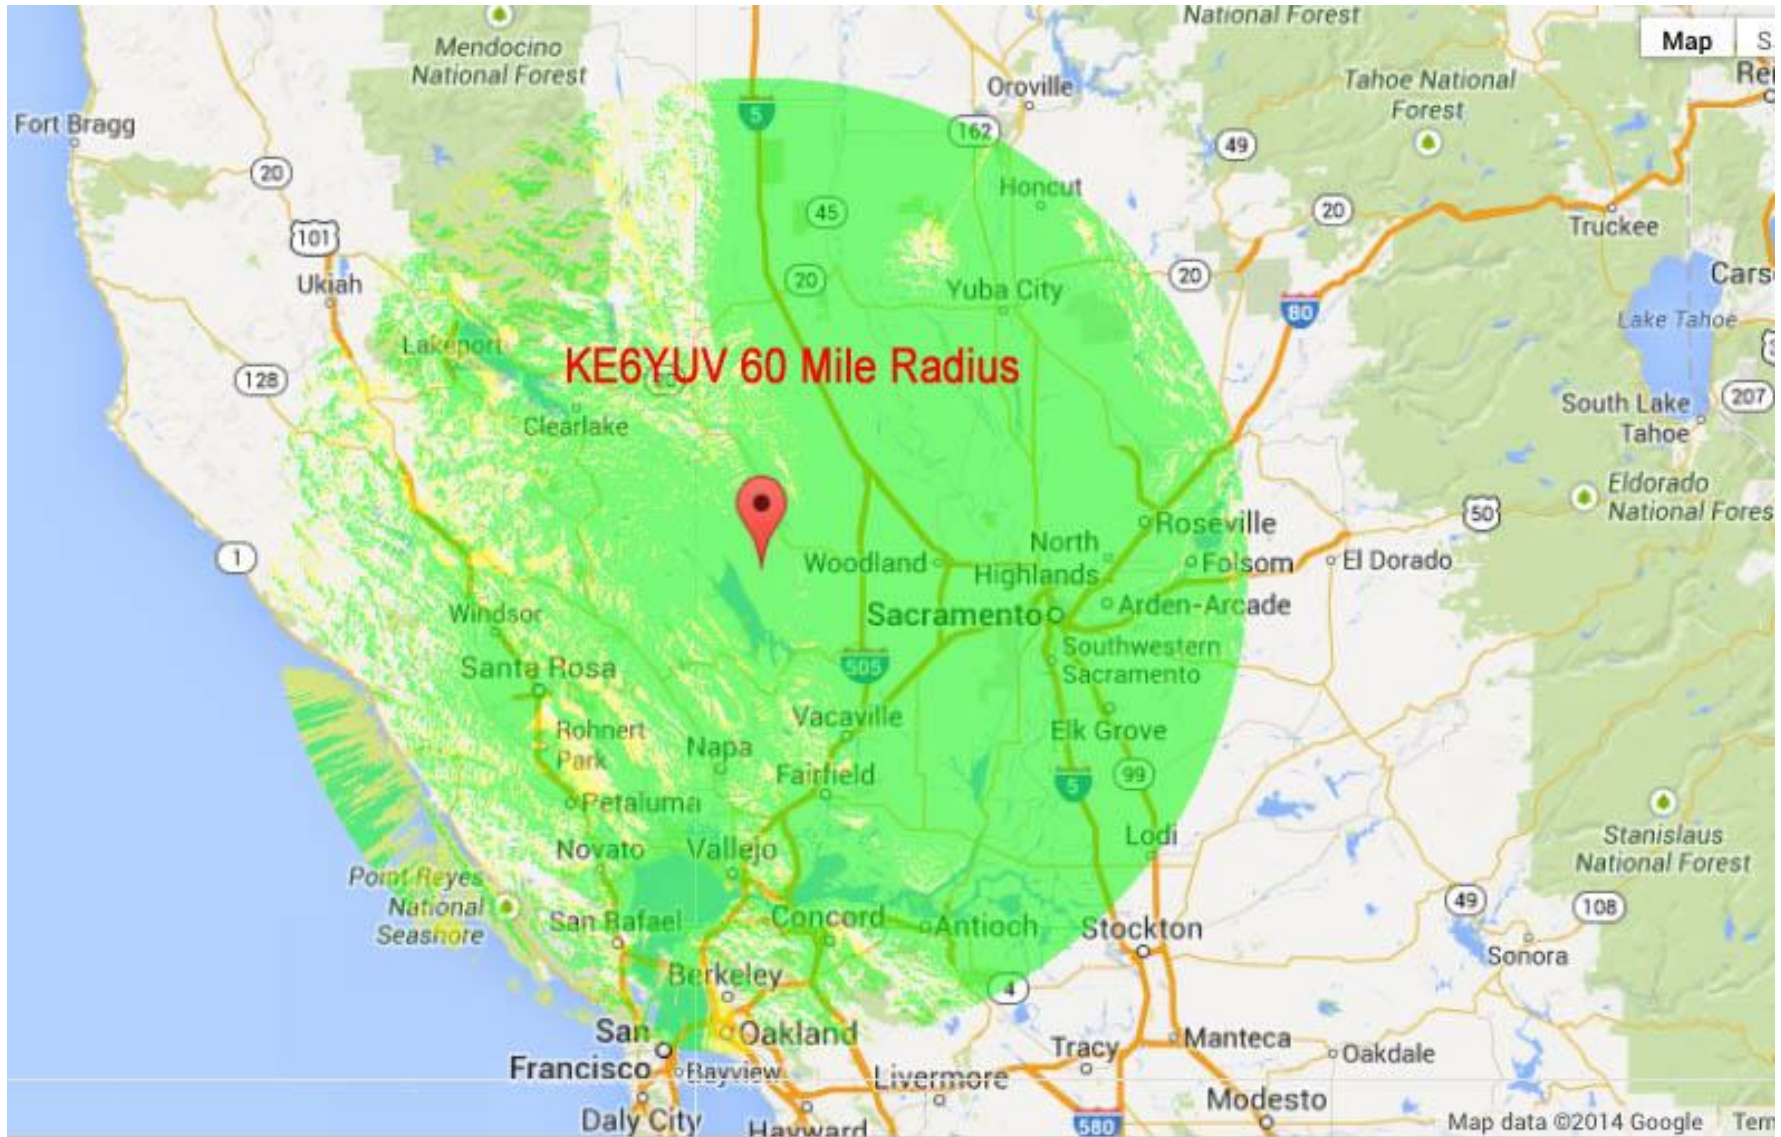 National Forest
Map
S
Mendocino
National Forest
Rei
Tahoe National
Forest
Oroville
5
Fort Bragg
162
49
20
Honcut
45
20
101
Truckee
Ukiah
20
20
Cars
Yuba City
80
Lake Tahoe
Lakeport
KE6YUV 60 Mile Radius
128
207
South Lake
Tahoe
Clearlake
Eldorado
National Fores
50
Roseville
North
Highlands
1
Woodland
Folsom
El Dorado
Sacramento
Arden-Arcade
Windsor
Southwestern
Sacramento
505
Santa Rosa
Vacaville
Rohnert
Park
Napa
Elk Grove
Fairfield
5
99
Petaluma
Lodi
Stanislaus
National Forest
Novato
Vallejo
Point Reyes
National
Seashore
49
108
San Rafael
Concord
Antioch
Stockton
Sonora
Berkeley
4
San
Francisco
Oakland
Manteca
Tracy
Oakdale
Bayview
Livermore
Daly City
Hayward
580
Modesto
Map data ©2014 Google
Tern